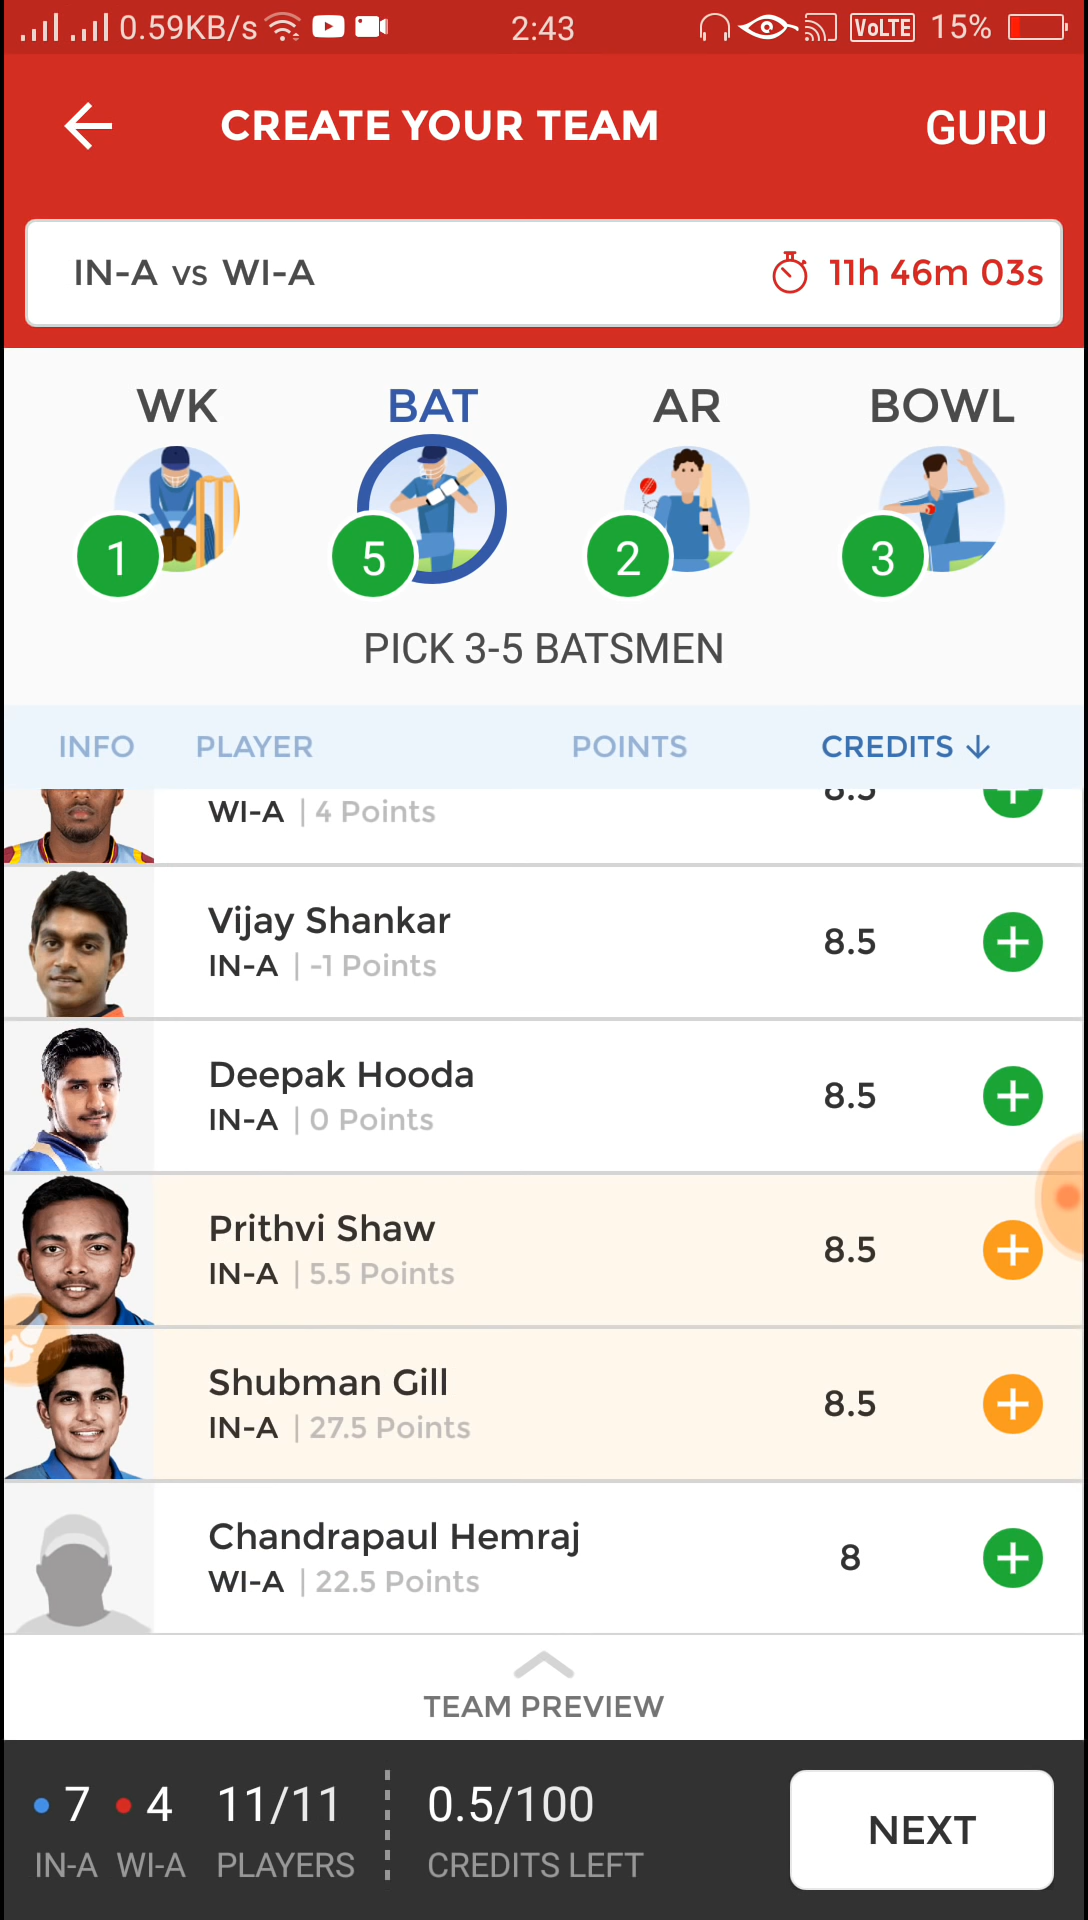 0.59KB/s 2:43 VoLTE 15%
CREATE YOUR TEAM GURU
IN-A vs WI-A 11h 46m 03s
WK BAT AR BOWL
1 5 2 3
PICK 3-5 BATSMEN
INFO PLAYER POINTS CREDITS ↓
WI-A | 4 Points 8.5
Vijay Shankar
IN-A | -1 Points 8.5
Deepak Hooda
IN-A | 0 Points 8.5
Prithvi Shaw
IN-A | 5.5 Points 8.5
Shubman Gill
IN-A | 27.5 Points 8.5
Chandrapaul Hemraj
WI-A | 22.5 Points 8
TEAM PREVIEW
7 4 11/11 0.5/100
IN-A WI-A PLAYERS CREDITS LEFT
NEXT